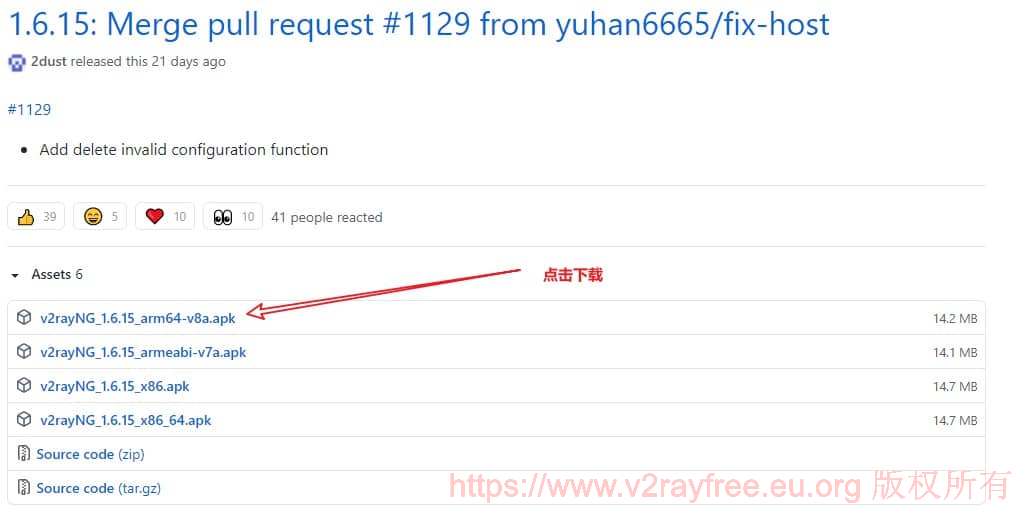 1.6.15: Merge pull request #1129 from yuhan6665/fix-host
2dust released this 21 days ago
#1129
Add delete invalid configuration function
39 5 10 10 41 people reacted
Assets 6
点击下载
v2rayNG_1.6.15_arm64-v8a.apk 14.2 MB
v2rayNG_1.6.15_armeabi-v7a.apk 14.1 MB
v2rayNG_1.6.15_x86.apk 14.7 MB
v2rayNG_1.6.15_x86_64.apk 14.7 MB
Source code (zip)
Source code (tar.gz)
https://www.v2rayfree.eu.org 版权所有